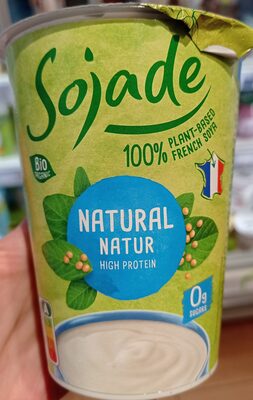 Sojade
100% PLANT-BASED
FRENCH SOYA
Bio
ORGANIC
NATURAL
NATUR
HIGH PROTEIN
0g
SUGARS
A